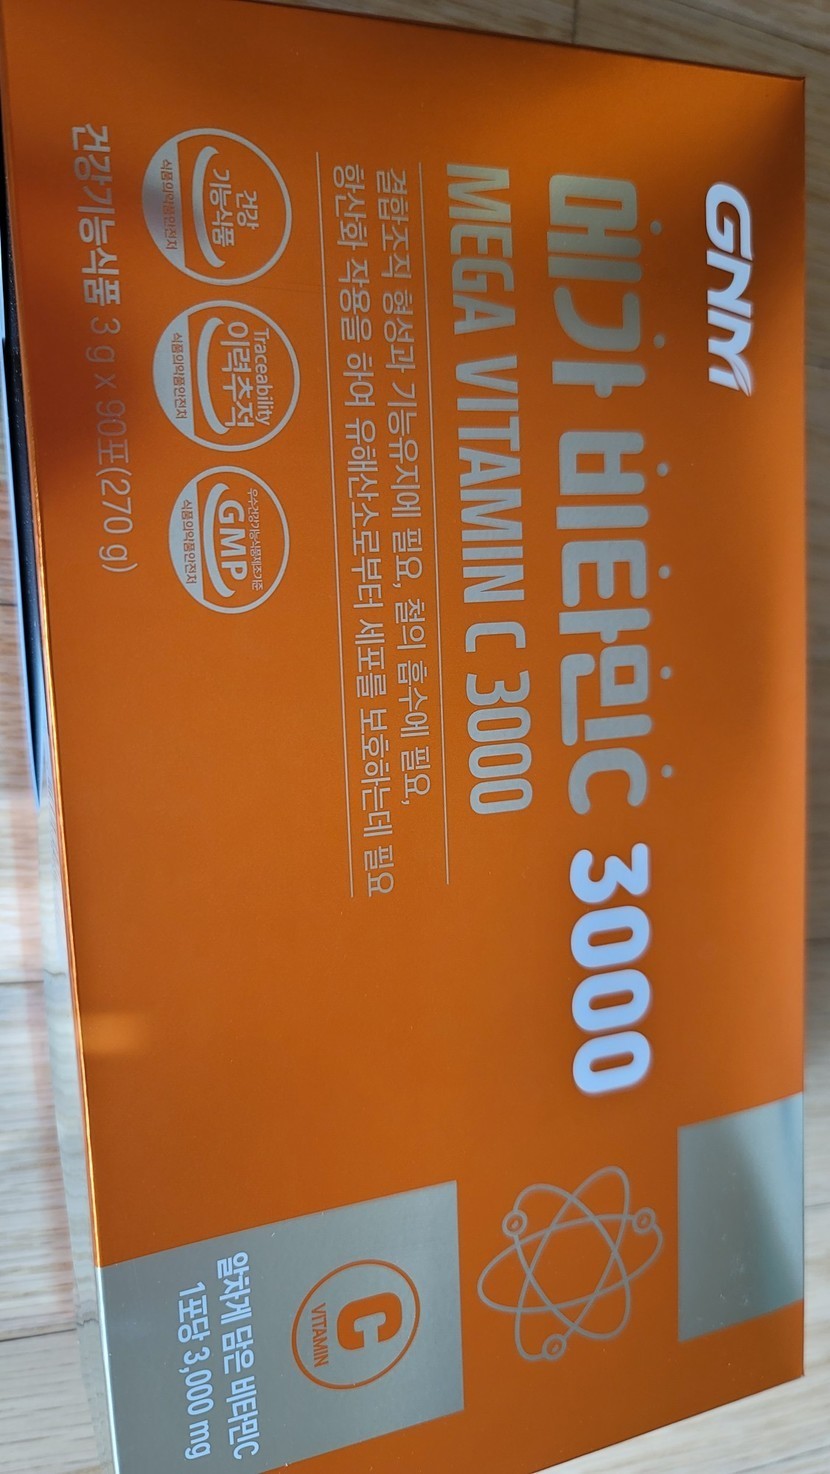 GNM
메가 비타민C 3000
MEGA VITAMIN C 3000
결합조직 형성과 기능유지에 필요, 철의 흡수에 필요,
항산화 작용을 하여 유해산소로부터 세포를 보호하는데 필요
건강
기능식품
식품의약품안전처
Traceability
이력추적
식품의약품안전처
우수건강기능식품제조기준
GMP
식품의약품안전처
건강기능식품 3 g x 90포(270 g)
C
VITAMIN
알차게 담은 비타민C
1포당 3,000 mg